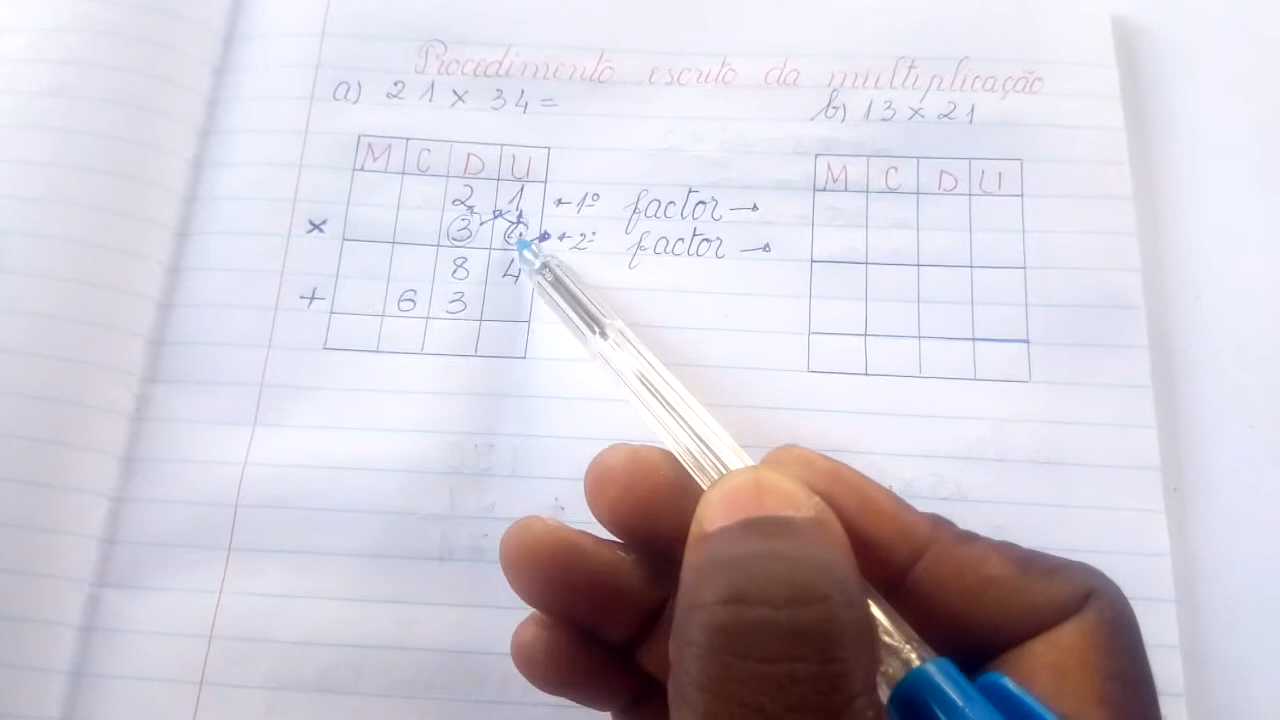 Procedimento escrito da multiplicação
a) 21 x 34 =
b) 13 x 21
M C D U
2 1 ← 1º factor →
x 3 4 ← 2º factor →
8 4
+ 6 3
M C D U